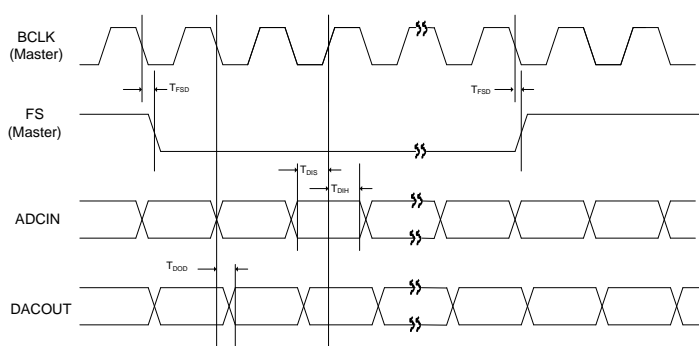 BCLK
(Master)
TFSD
TFSD
FS
(Master)
TDIS
TDIH
ADCIN
TDOD
DACOUT